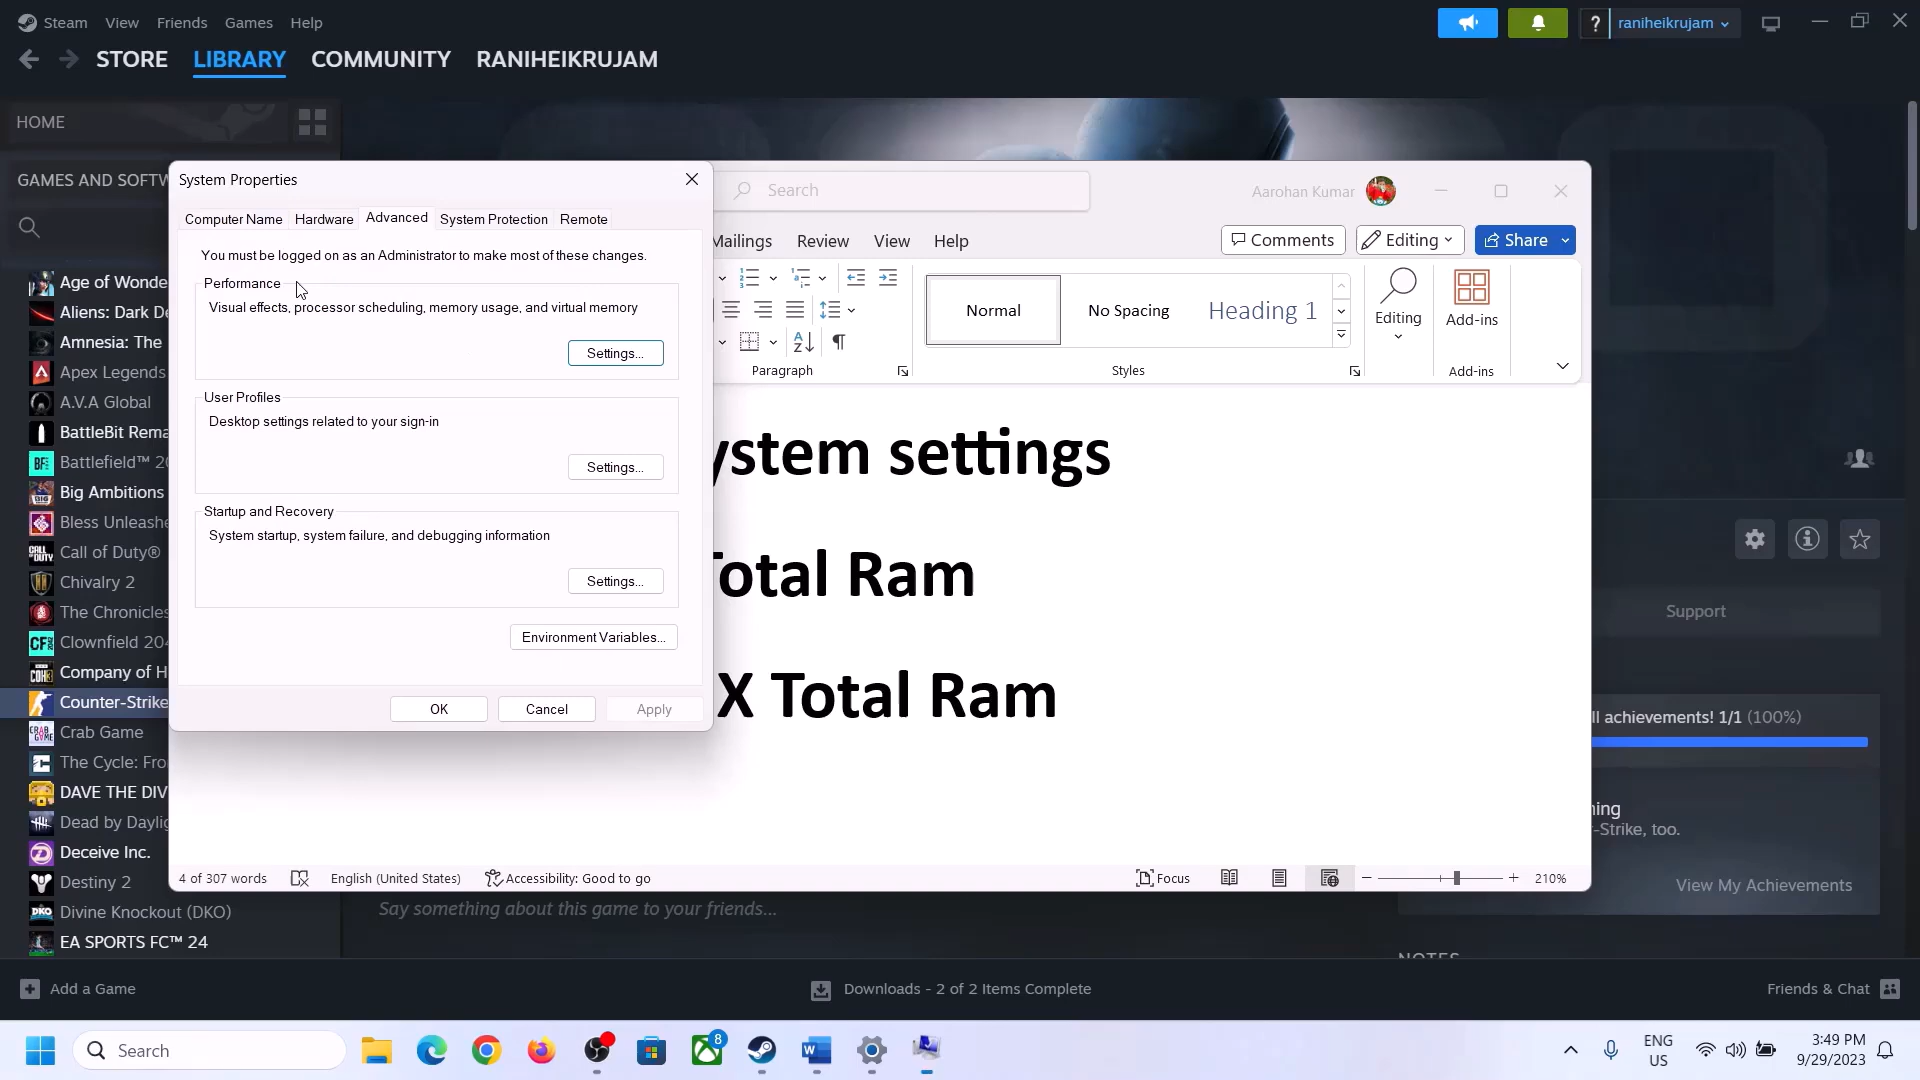 Steam View Friends Games Help
raniheikrujam
STORE LIBRARY COMMUNITY RANIHEIKRUJAM
HOME
GAMES AND SOFTW
Age of Wonde
Aliens: Dark De
Amnesia: The
Apex Legends
A.V.A Global
BattleBit Rema
Battlefield™ 20
Big Ambitions
Bless Unleashe
Call of Duty®
Chivalry 2
The Chronicles
Clownfield 204
Company of H
Counter-Strike
Crab Game
The Cycle: Fro
DAVE THE DIV
Dead by Daylig
Deceive Inc.
Destiny 2
Divine Knockout (DKO)
EA SPORTS FC™ 24
System Properties
Computer Name Hardware Advanced System Protection Remote
You must be logged on as an Administrator to make most of these changes.
Performance
Visual effects, processor scheduling, memory usage, and virtual memory
Settings...
User Profiles
Desktop settings related to your sign-in
Settings...
Startup and Recovery
System startup, system failure, and debugging information
Settings...
Environment Variables...
OK Cancel Apply
Search
Aarohan Kumar
Mailings Review View Help
Comments Editing Share
Normal No Spacing Heading 1
Editing
Add-ins
Paragraph Styles Add-ins
ystem settings
Total Ram
X Total Ram
4 of 307 words English (United States) Accessibility: Good to go Focus 210%
Support
ll achievements! 1/1 (100%)
ning
r-Strike, too.
View My Achievements
Say something about this game to your friends...
NOTES
Add a Game
Downloads - 2 of 2 Items Complete
Friends & Chat
Search
8
ENG
US
3:49 PM
9/29/2023